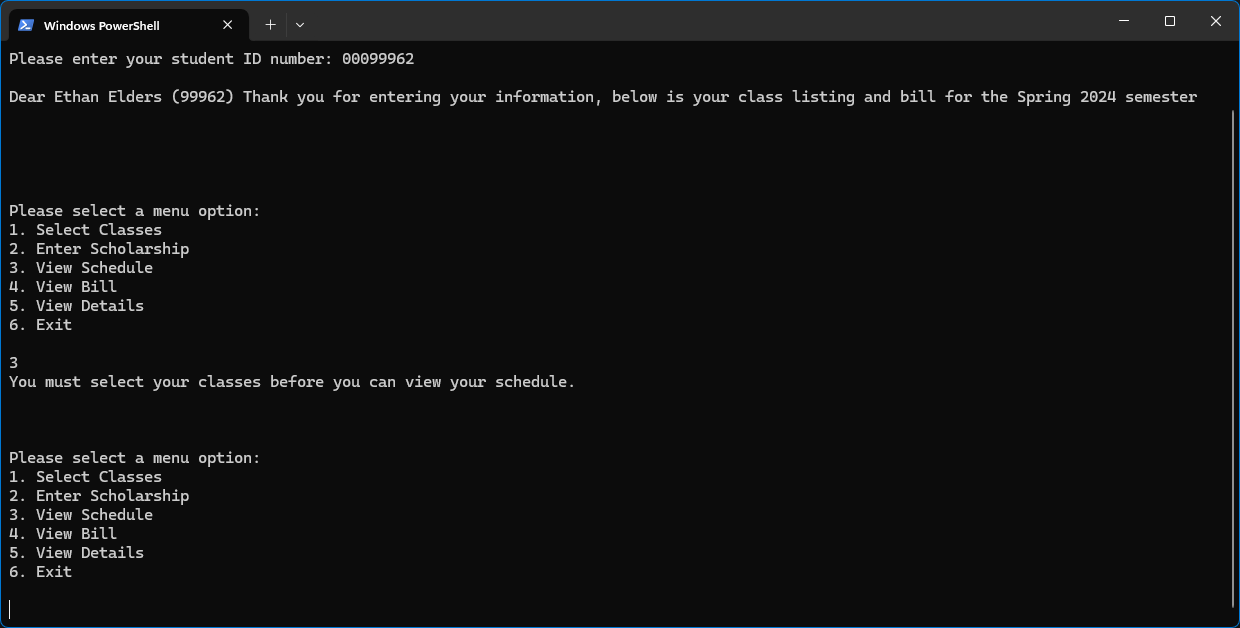 Windows PowerShell
Please enter your student ID number: 00099962
Dear Ethan Elders (99962) Thank you for entering your information, below is your class listing and bill for the Spring 2024 semester
Please select a menu option:
1. Select Classes
2. Enter Scholarship
3. View Schedule
4. View Bill
5. View Details
6. Exit
3
You must select your classes before you can view your schedule.
Please select a menu option:
1. Select Classes
2. Enter Scholarship
3. View Schedule
4. View Bill
5. View Details
6. Exit